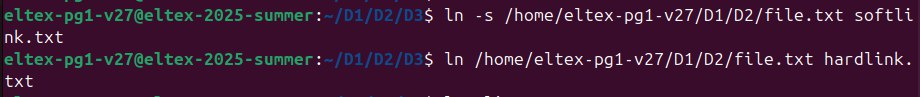 eltex-pg1-v27@eltex-2025-summer:~/D1/D2/D3$ ln -s /home/eltex-pg1-v27/D1/D2/file.txt softli
nk.txt
eltex-pg1-v27@eltex-2025-summer:~/D1/D2/D3$ ln /home/eltex-pg1-v27/D1/D2/file.txt hardlink.
txt